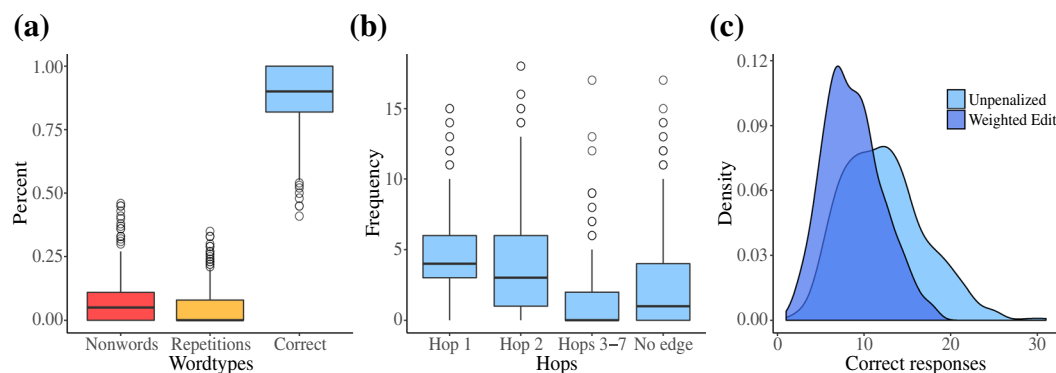 (a)
Percent
1.00
0.75
0.50
0.25
0.00
Nonwords Repetitions Correct
Wordtypes
(b)
Frequency
15
10
5
0
Hop 1 Hop 2 Hops 3–7 No edge
Hops
(c)
Density
0.12
0.09
0.06
0.03
0.00
0 10 20 30
Correct responses
Unpenalized
Weighted Edit